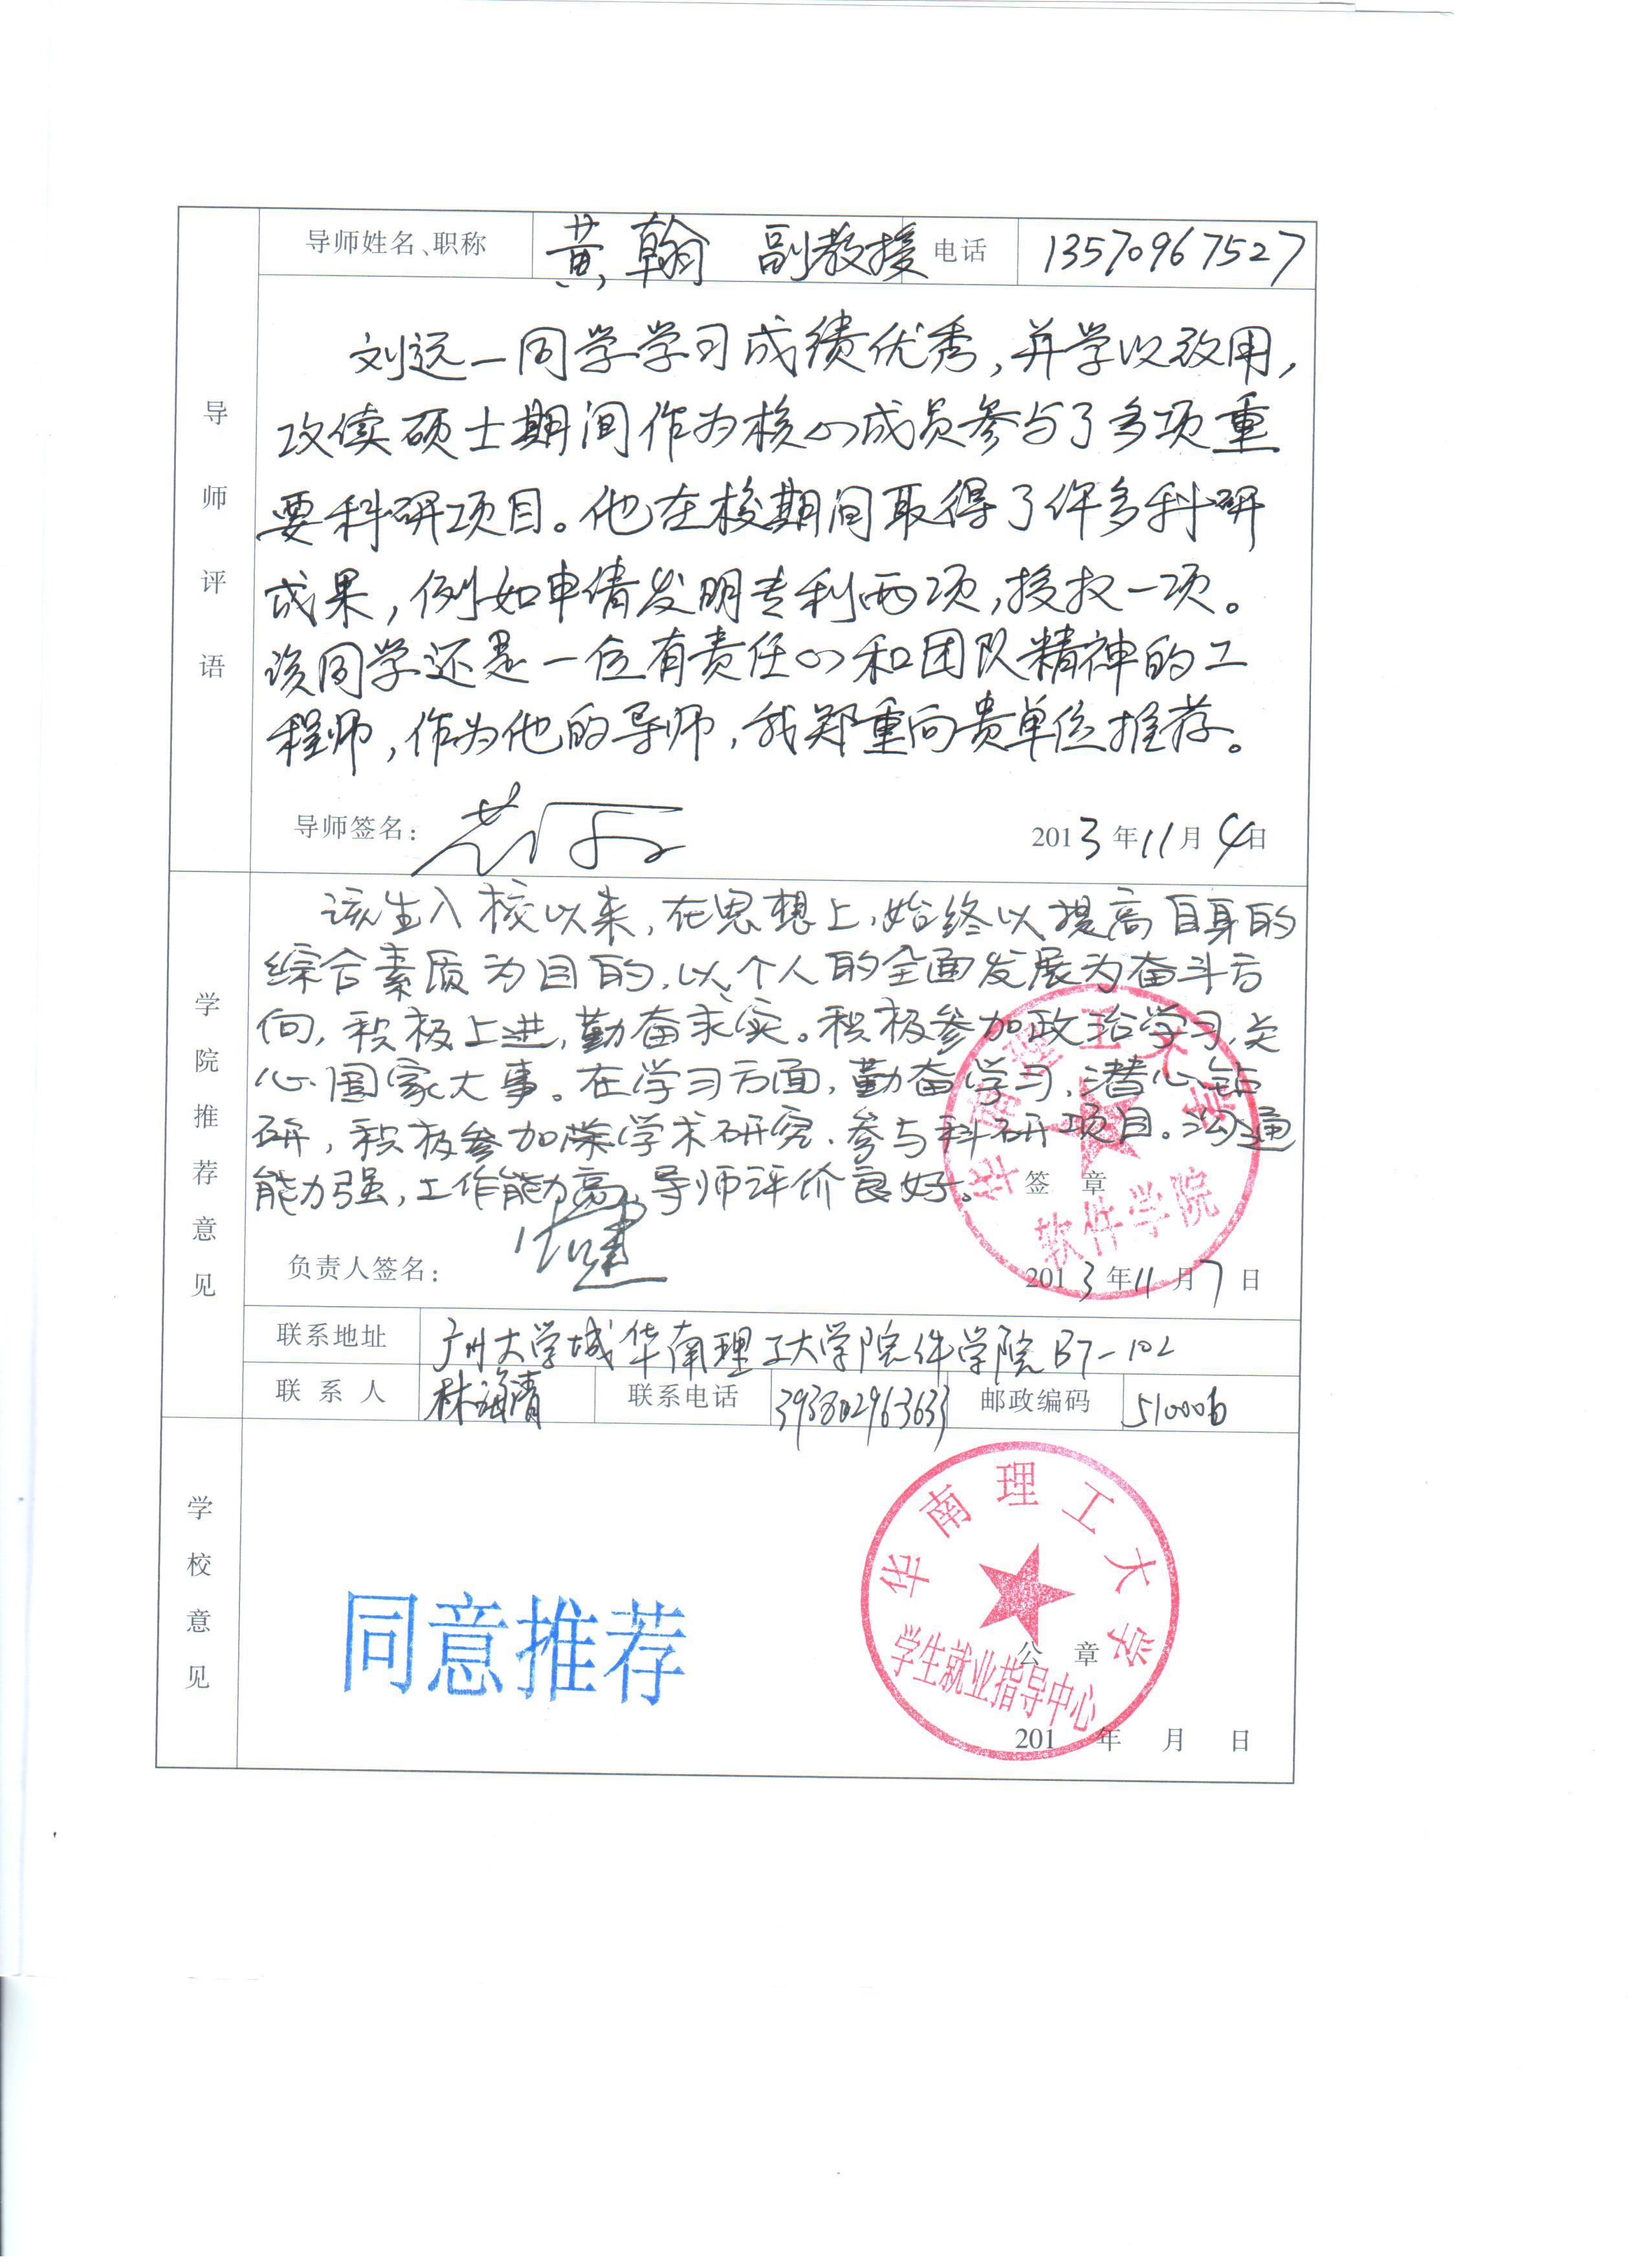 导师姓名、职称 黄翰 副教授 电话 13570967527
导师评语
刘远一同学学习成绩优秀，并学以致用，
攻读硕士期间作为核心成员参与了多项重
要科研项目。他在校期间取得了许多科研
成果，例如申请发明专利两项，授权一项。
该同学还是一位有责任心和团队精神的工
程师，作为他的导师，我郑重向贵单位推荐。
导师签名：
2013年11月4日
学院推荐意见
该生入校以来，在思想上，始终以提高自身的
综合素质为目的，以个人的全面发展为奋斗方
向，积极上进，勤奋求实。积极参加政治学习，关
心国家大事。在学习方面，勤奋学习，潜心钻
研，积极参加学术研究、参与科研项目。沟通
能力强，工作能力高，导师评价良好。
签 章
华南理工大学
软件学院
负责人签名：
2013年11月7日
联系地址 广州大学城华南理工大学院件学院B7-102
联系人 林海清 联系电话 邮政编码 510006
学校意见
同意推荐
华南理工大学
学生就业指导中心
公 章
201 年 月 日